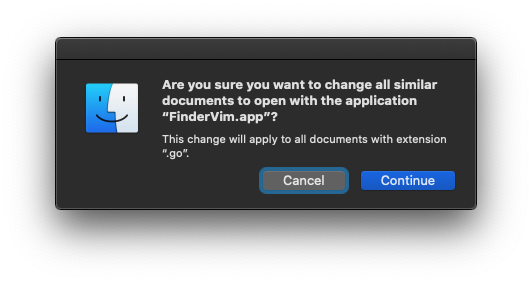 Are you sure you want to change all similar
documents to open with the application
“FinderVim.app”?
This change will apply to all documents with extension
“.go”.
Cancel Continue